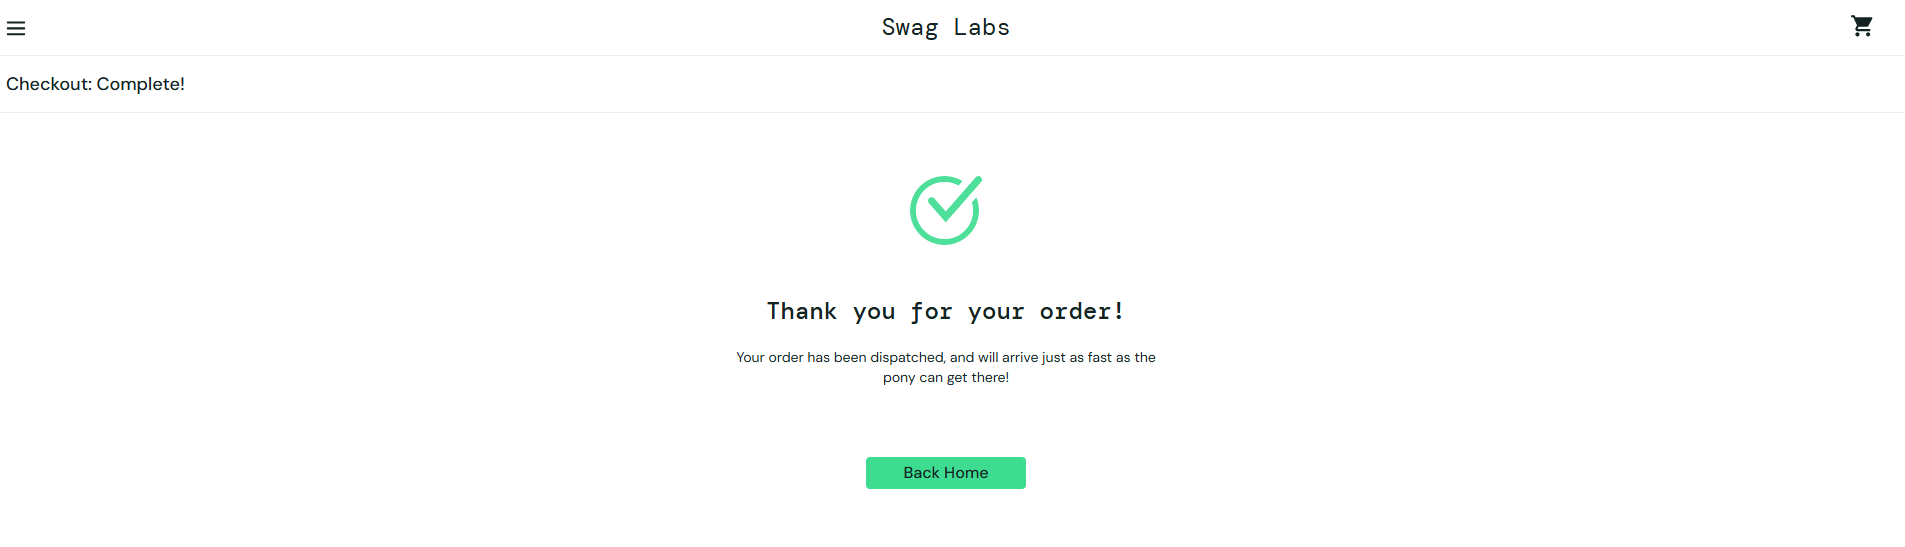 Swag Labs
Checkout: Complete!
Thank you for your order!
Your order has been dispatched, and will arrive just as fast as the
pony can get there!
Back Home